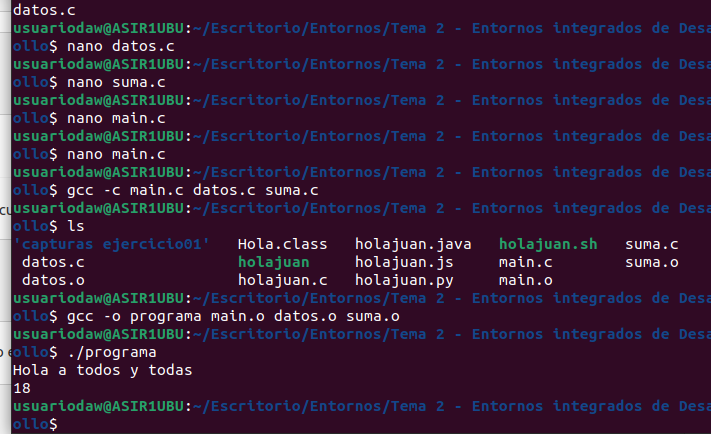 datos.c
usuariodaw@ASIR1UBU:~/Escritorio/Entornos/Tema 2 - Entornos integrados de Desa
ollo$ nano datos.c
usuariodaw@ASIR1UBU:~/Escritorio/Entornos/Tema 2 - Entornos integrados de Desa
ollo$ nano suma.c
usuariodaw@ASIR1UBU:~/Escritorio/Entornos/Tema 2 - Entornos integrados de Desa
ollo$ nano main.c
usuariodaw@ASIR1UBU:~/Escritorio/Entornos/Tema 2 - Entornos integrados de Desa
ollo$ nano main.c
usuariodaw@ASIR1UBU:~/Escritorio/Entornos/Tema 2 - Entornos integrados de Desa
ollo$ gcc -c main.c datos.c suma.c
usuariodaw@ASIR1UBU:~/Escritorio/Entornos/Tema 2 - Entornos integrados de Desa
ollo$ ls
'capturas ejercicio01' Hola.class holajuan.java holajuan.sh suma.c
datos.c holajuan holajuan.js main.c suma.o
datos.o holajuan.c holajuan.py main.o
usuariodaw@ASIR1UBU:~/Escritorio/Entornos/Tema 2 - Entornos integrados de Desa
ollo$ gcc -o programa main.o datos.o suma.o
usuariodaw@ASIR1UBU:~/Escritorio/Entornos/Tema 2 - Entornos integrados de Desa
ollo$ ./programa
Hola a todos y todas
18
usuariodaw@ASIR1UBU:~/Escritorio/Entornos/Tema 2 - Entornos integrados de Desa
ollo$